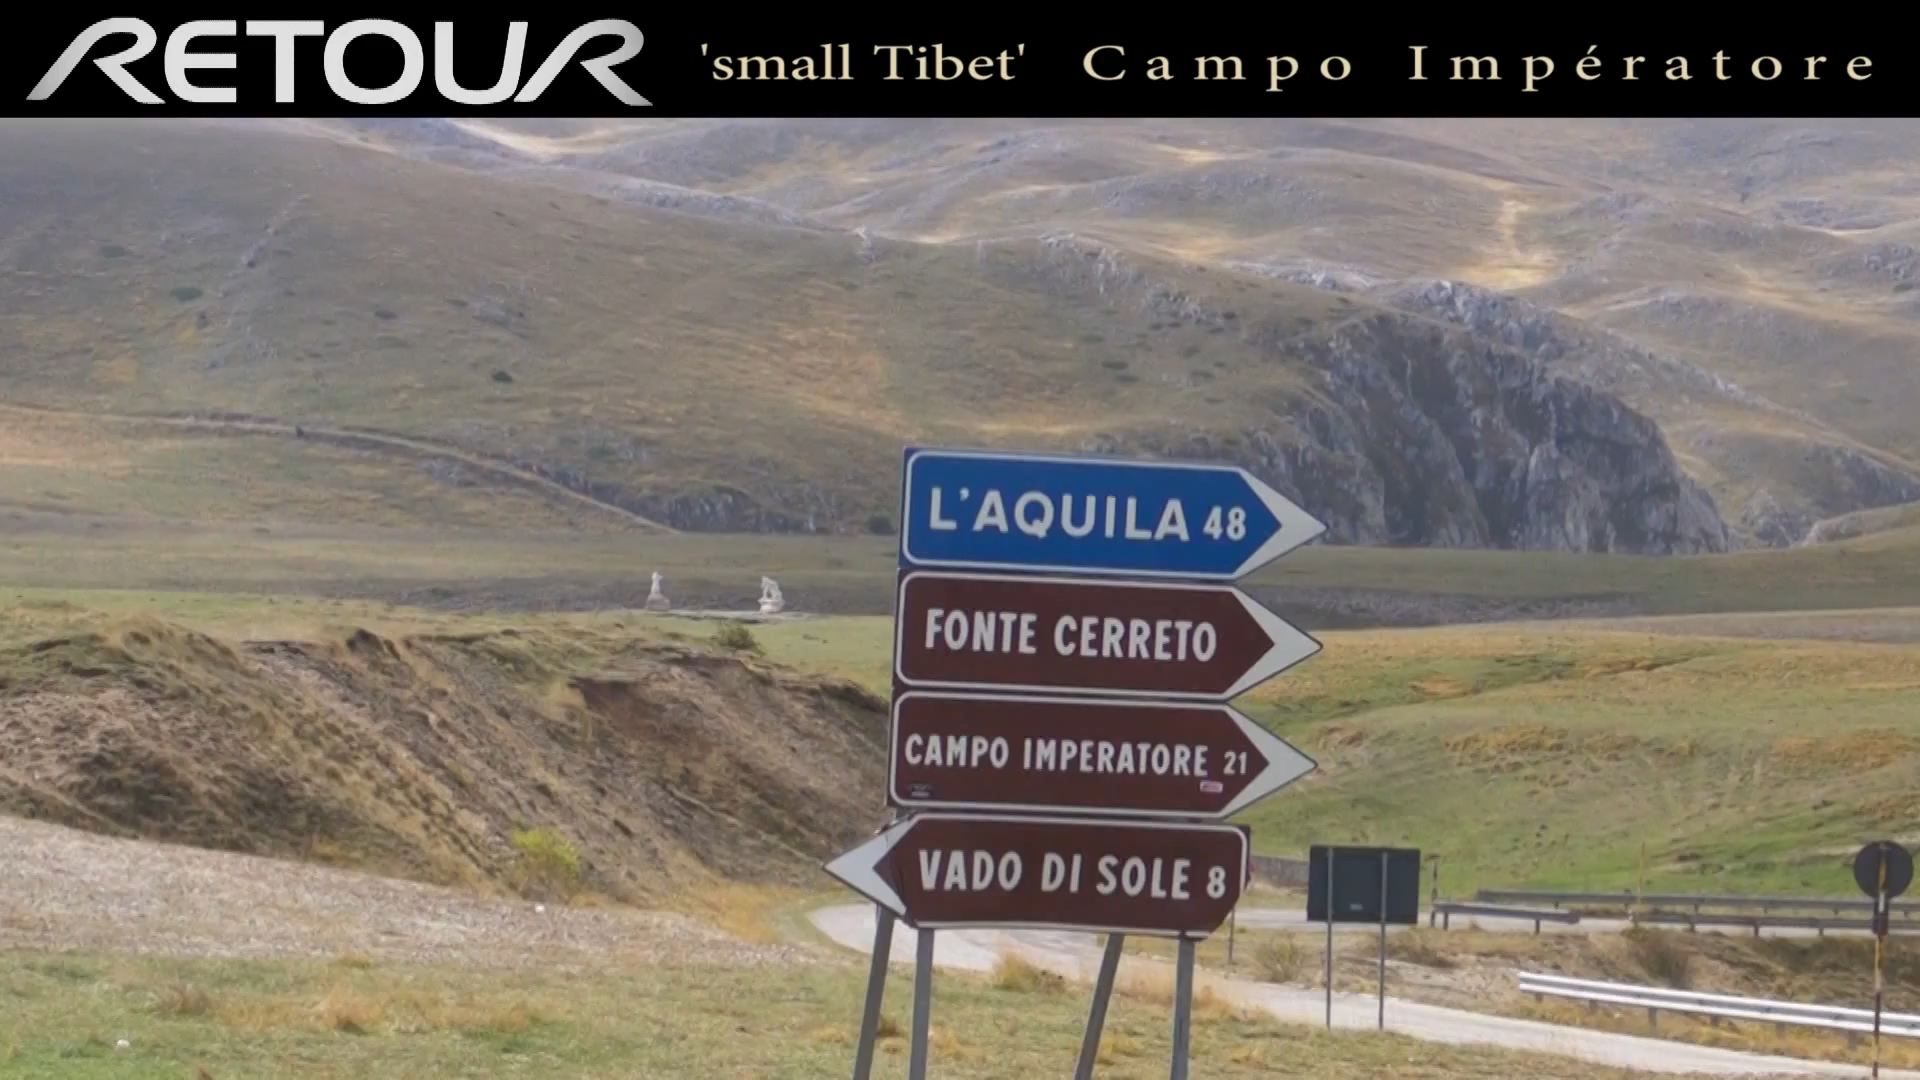 RETOUR 'small Tibet' Campo Impératore
L'AQUILA 48
FONTE CERRETO
CAMPO IMPERATORE 21
VADO DI SOLE 8